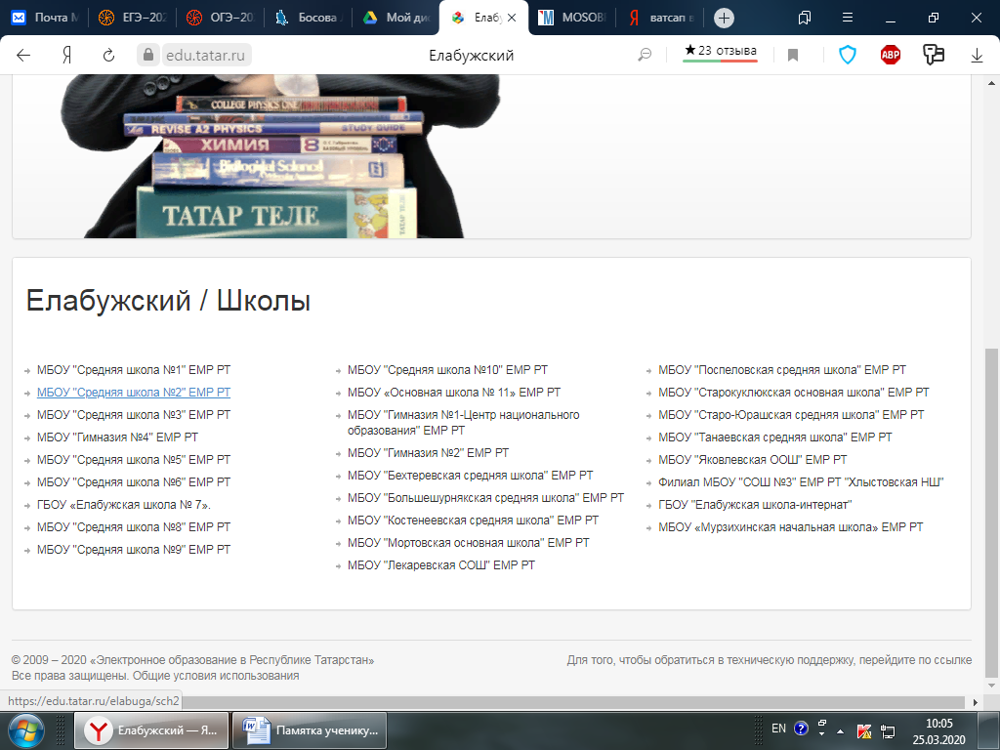 Почта М
ЕГЭ–202
ОГЭ–20
Босова
Мой дис
Елабу
MOSOBR
ватсап в
edu.tatar.ru
Елабужский
★ 23 отзыва
ABP
COLLEGE PHYSICS ONE
REVISE A2 PHYSICS STUDY GUIDE
ХИМИЯ 8
Biological Science
ТАТАР ТЕЛЕ
ТАТАР ТЕЛЕ
Елабужский / Школы
МБОУ "Средняя школа №1" ЕМР РТ
МБОУ "Средняя школа №2" ЕМР РТ
МБОУ "Средняя школа №3" ЕМР РТ
МБОУ "Гимназия №4" ЕМР РТ
МБОУ "Средняя школа №5" ЕМР РТ
МБОУ "Средняя школа №6" ЕМР РТ
ГБОУ «Елабужская школа № 7».
МБОУ "Средняя школа №8" ЕМР РТ
МБОУ "Средняя школа №9" ЕМР РТ
МБОУ "Средняя школа №10" ЕМР РТ
МБОУ «Основная школа № 11» ЕМР РТ
МБОУ "Гимназия №1-Центр национального
образования" ЕМР РТ
МБОУ "Гимназия №2" ЕМР РТ
МБОУ "Бехтеревская средняя школа" ЕМР РТ
МБОУ "Большешурнякская средняя школа" ЕМР РТ
МБОУ "Костенеевская средняя школа" ЕМР РТ
МБОУ "Мортовская основная школа" ЕМР РТ
МБОУ "Лекаревская СОШ" ЕМР РТ
МБОУ "Поспеловская средняя школа" ЕМР РТ
МБОУ "Старокуклюкская основная школа" ЕМР РТ
МБОУ "Старо-Юрашская средняя школа" ЕМР РТ
МБОУ "Танаевская средняя школа" ЕМР РТ
МБОУ "Яковлевская ООШ" ЕМР РТ
Филиал МБОУ "СОШ №3" ЕМР РТ "Хлыстовская НШ"
ГБОУ "Елабужская школа-интернат"
МБОУ «Мурзихинская начальная школа» ЕМР РТ
© 2009 – 2020 «Электронное образование в Республике Татарстан»
Все права защищены. Общие условия использования
Для того, чтобы обратиться в техническую поддержку, перейдите по ссылке
https://edu.tatar.ru/elabuga/sch2
Елабужский — Я...
Памятка ученику...
EN
10:05
25.03.2020